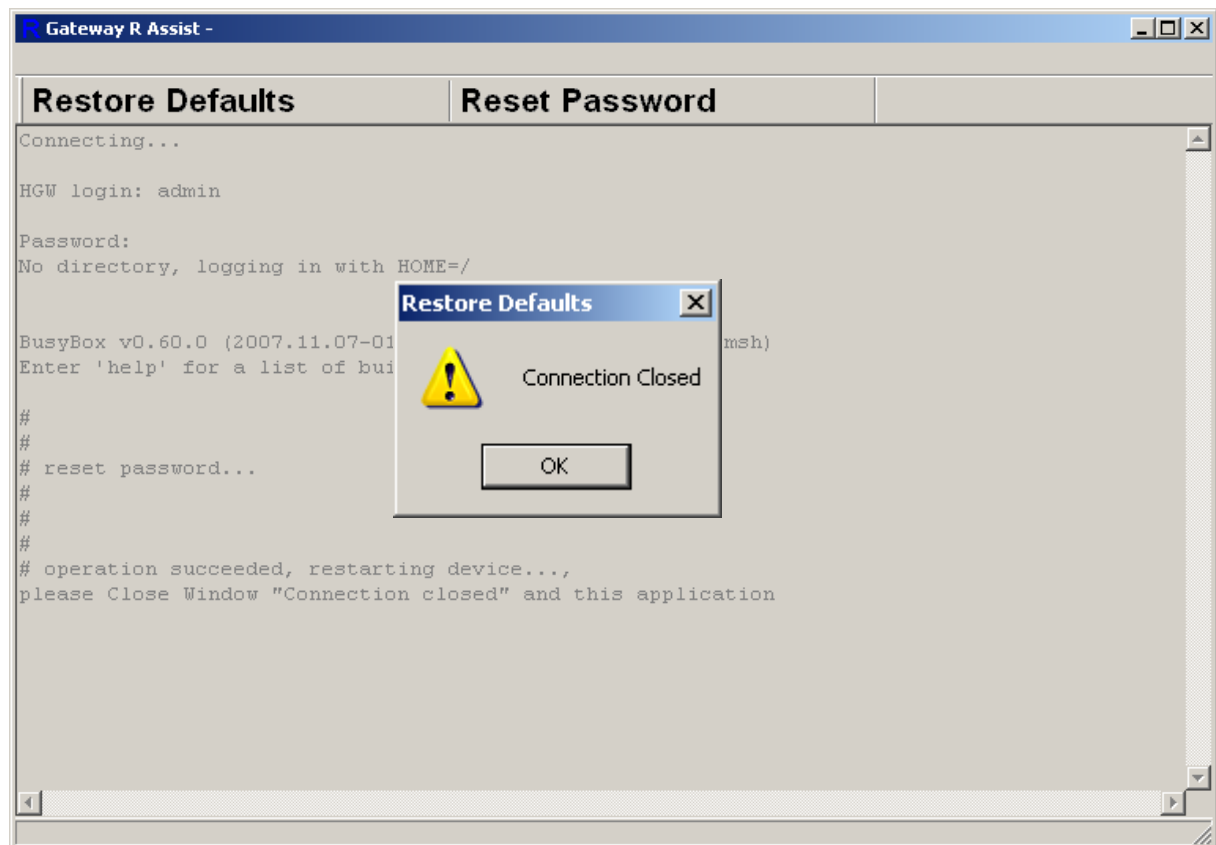 R Gateway R Assist -
Restore Defaults Reset Password
Connecting...
HGW login: admin
Password:
No directory, logging in with HOME=/
Restore Defaults
BusyBox v0.60.0 (2007.11.07-01 msh)
Enter 'help' for a list of bui
Connection Closed
#
#
# reset password...
OK
#
#
#
# operation succeeded, restarting device...,
please Close Window "Connection closed" and this application